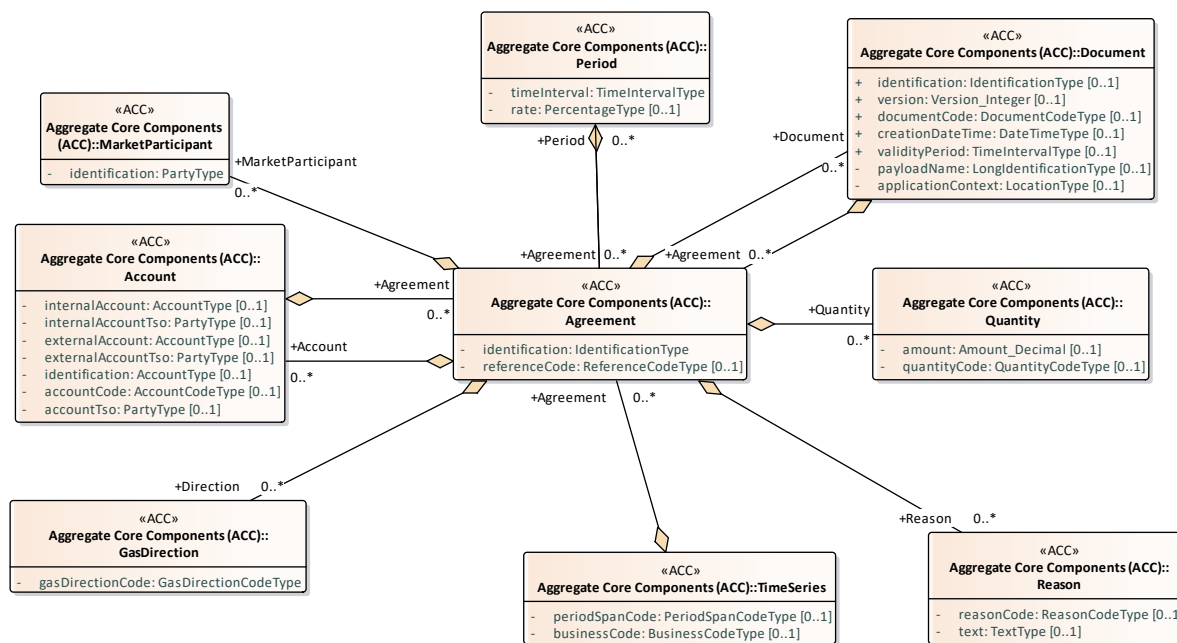 «ACC»
Aggregate Core Components (ACC)::
Period
- timeInterval: TimeIntervalType
- rate: PercentageType [0..1]
«ACC»
Aggregate Core Components (ACC)::Document
+ identification: IdentificationType [0..1]
+ version: Version_Integer [0..1]
+ documentCode: DocumentCodeType [0..1]
+ creationDateTime: DateTimeType [0..1]
+ validityPeriod: TimeIntervalType [0..1]
- payloadName: LongIdentificationType [0..1]
- applicationContext: LocationType [0..1]
«ACC»
Aggregate Core Components
(ACC)::MarketParticipant
- identification: PartyType
+MarketParticipant
0..*
+Period 0..*
+Document
0..*
«ACC»
Aggregate Core Components (ACC)::
Account
- internalAccount: AccountType [0..1]
- internalAccountTso: PartyType [0..1]
- externalAccount: AccountType [0..1]
- externalAccountTso: PartyType [0..1]
- identification: AccountType [0..1]
- accountCode: AccountCodeType [0..1]
- accountTso: PartyType [0..1]
+Agreement
0..*
+Account
0..*
+Agreement 0..*
+Agreement 0..*
«ACC»
Aggregate Core Components (ACC)::
Agreement
- identification: IdentificationType
- referenceCode: ReferenceCodeType [0..1]
+Quantity
0..*
«ACC»
Aggregate Core Components (ACC)::
Quantity
- amount: Amount_Decimal [0..1]
- quantityCode: QuantityCodeType [0..1]
+Agreement 0..*
+Direction 0..*
«ACC»
Aggregate Core Components (ACC)::
GasDirection
- gasDirectionCode: GasDirectionCodeType
«ACC»
Aggregate Core Components (ACC)::TimeSeries
- periodSpanCode: PeriodSpanCodeType [0..1]
- businessCode: BusinessCodeType [0..1]
+Reason 0..*
«ACC»
Aggregate Core Components (ACC)::
Reason
- reasonCode: ReasonCodeType [0..1]
- text: TextType [0..1]